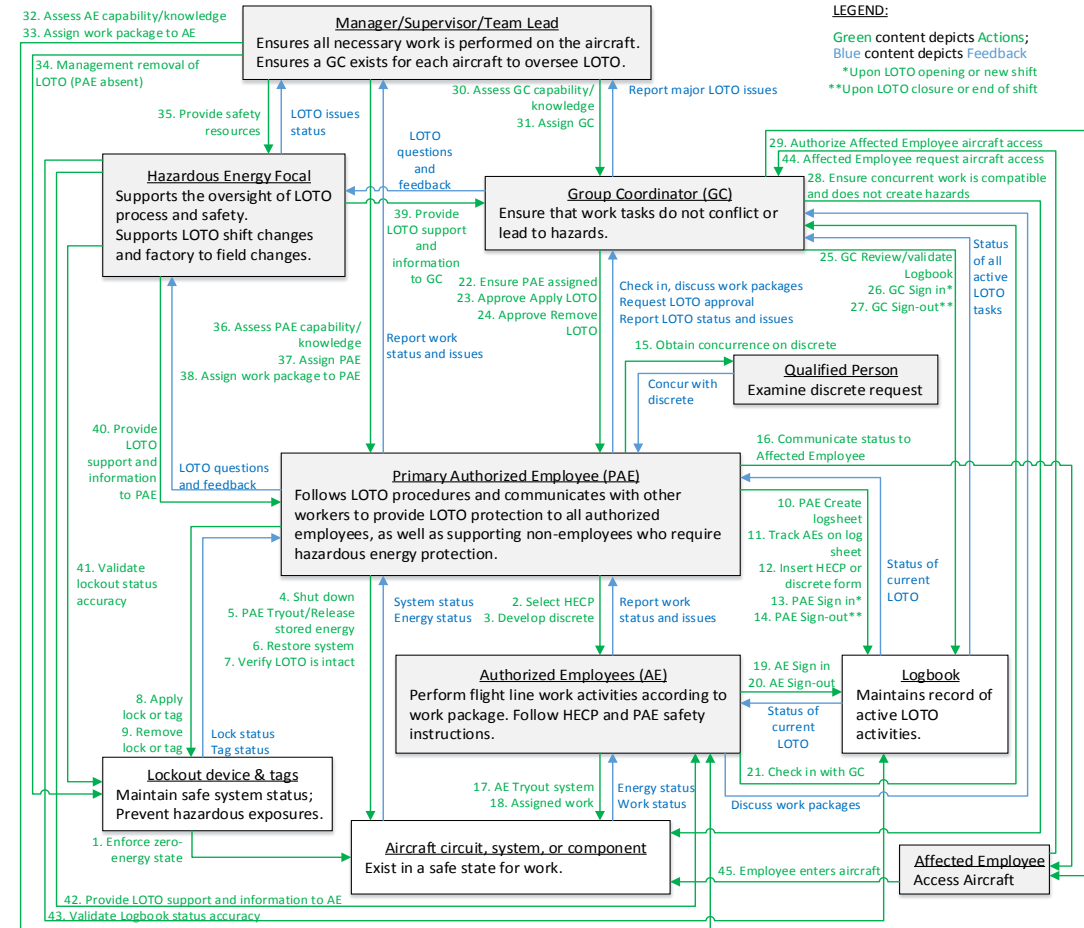 32. Assess AE capability/knowledge
33. Assign work package to AE
34. Management removal of
LOTO (PAE absent)
Manager/Supervisor/Team Lead
Ensures all necessary work is performed on the aircraft.
Ensures a GC exists for each aircraft to oversee LOTO.
LEGEND:
Green content depicts Actions;
Blue content depicts Feedback
*Upon LOTO opening or new shift
**Upon LOTO closure or end of shift
35. Provide safety
resources
LOTO issues
status
30. Assess GC capability/
knowledge
31. Assign GC
Report major LOTO issues
LOTO
questions
and
feedback
29. Authorize Affected Employee aircraft access
44. Affected Employee request aircraft access
28. Ensure concurrent work is compatible
and does not create hazards
Hazardous Energy Focal
Supports the oversight of LOTO
process and safety.
Supports LOTO shift changes
and factory to field changes.
Group Coordinator (GC)
Ensure that work tasks do not conflict or
lead to hazards.
39. Provide
LOTO support
and
information
to GC
22. Ensure PAE assigned
23. Approve Apply LOTO
24. Approve Remove
LOTO
Check in, discuss work packages
Request LOTO approval
Report LOTO status and issues
25. GC Review/validate
Logbook
26. GC Sign in*
27. GC Sign-out**
Status
of all
active
LOTO
tasks
36. Assess PAE capability/
knowledge
37. Assign PAE
38. Assign work package to PAE
Report work
status and issues
15. Obtain concurrence on discrete
Qualified Person
Examine discrete request
Concur with
discrete
40. Provide
LOTO
support and
information
to PAE
LOTO questions
and feedback
16. Communicate status to
Affected Employee
Primary Authorized Employee (PAE)
Follows LOTO procedures and communicates with other
workers to provide LOTO protection to all authorized
employees, as well as supporting non-employees who require
hazardous energy protection.
10. PAE Create
logsheet
11. Track AEs on log
sheet
12. Insert HECP or
discrete form
13. PAE Sign in*
14. PAE Sign-out**
Status of
current
LOTO
41. Validate
lockout status
accuracy
4. Shut down
5. PAE Tryout/Release
stored energy
6. Restore system
7. Verify LOTO is intact
System status
Energy status
2. Select HECP
3. Develop discrete
Report work
status and issues
Authorized Employees (AE)
Perform flight line work activities according to
work package. Follow HECP and PAE safety
instructions.
19. AE Sign in
20. AE Sign-out
Status of
current
LOTO
Logbook
Maintains record of
active LOTO
activities.
8. Apply
lock or tag
9. Remove
lock or tag
Lock status
Tag status
Lockout device & tags
Maintain safe system status;
Prevent hazardous exposures.
17. AE Tryout system
18. Assigned work
Energy status
Work status
21. Check in with GC
Discuss work packages
1. Enforce zero-
energy state
Aircraft circuit, system, or component
Exist in a safe state for work.
45. Employee enters aircraft
Affected Employee
Access Aircraft
42. Provide LOTO support and information to AE
43. Validate Logbook status accuracy